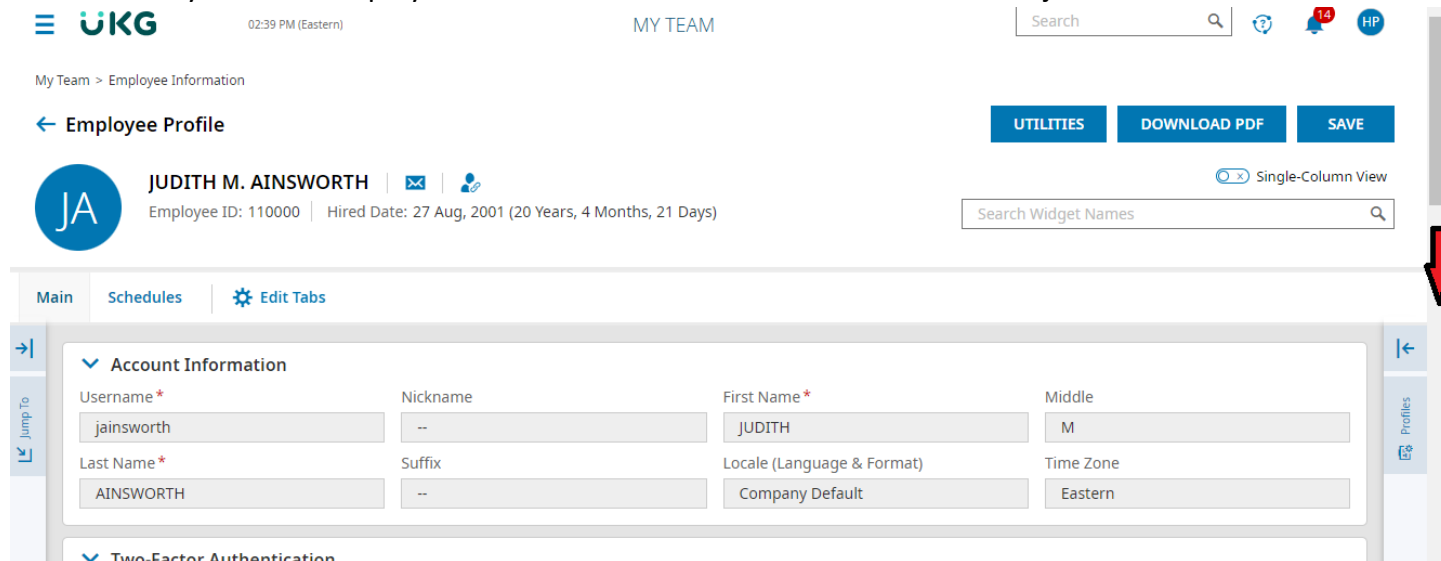 UKG 02:39 PM (Eastern) MY TEAM Search 14 HP
My Team > Employee Information
Employee Profile UTILITIES DOWNLOAD PDF SAVE
JUDITH M. AINSWORTH Single-Column View
JA
Employee ID: 110000 Hired Date: 27 Aug, 2001 (20 Years, 4 Months, 21 Days) Search Widget Names
Main Schedules Edit Tabs
Account Information
Username * Nickname First Name * Middle
jainsworth -- JUDITH M
Last Name * Suffix Locale (Language & Format) Time Zone
AINSWORTH -- Company Default Eastern
Jump To
Profiles
Two-Factor Authentication